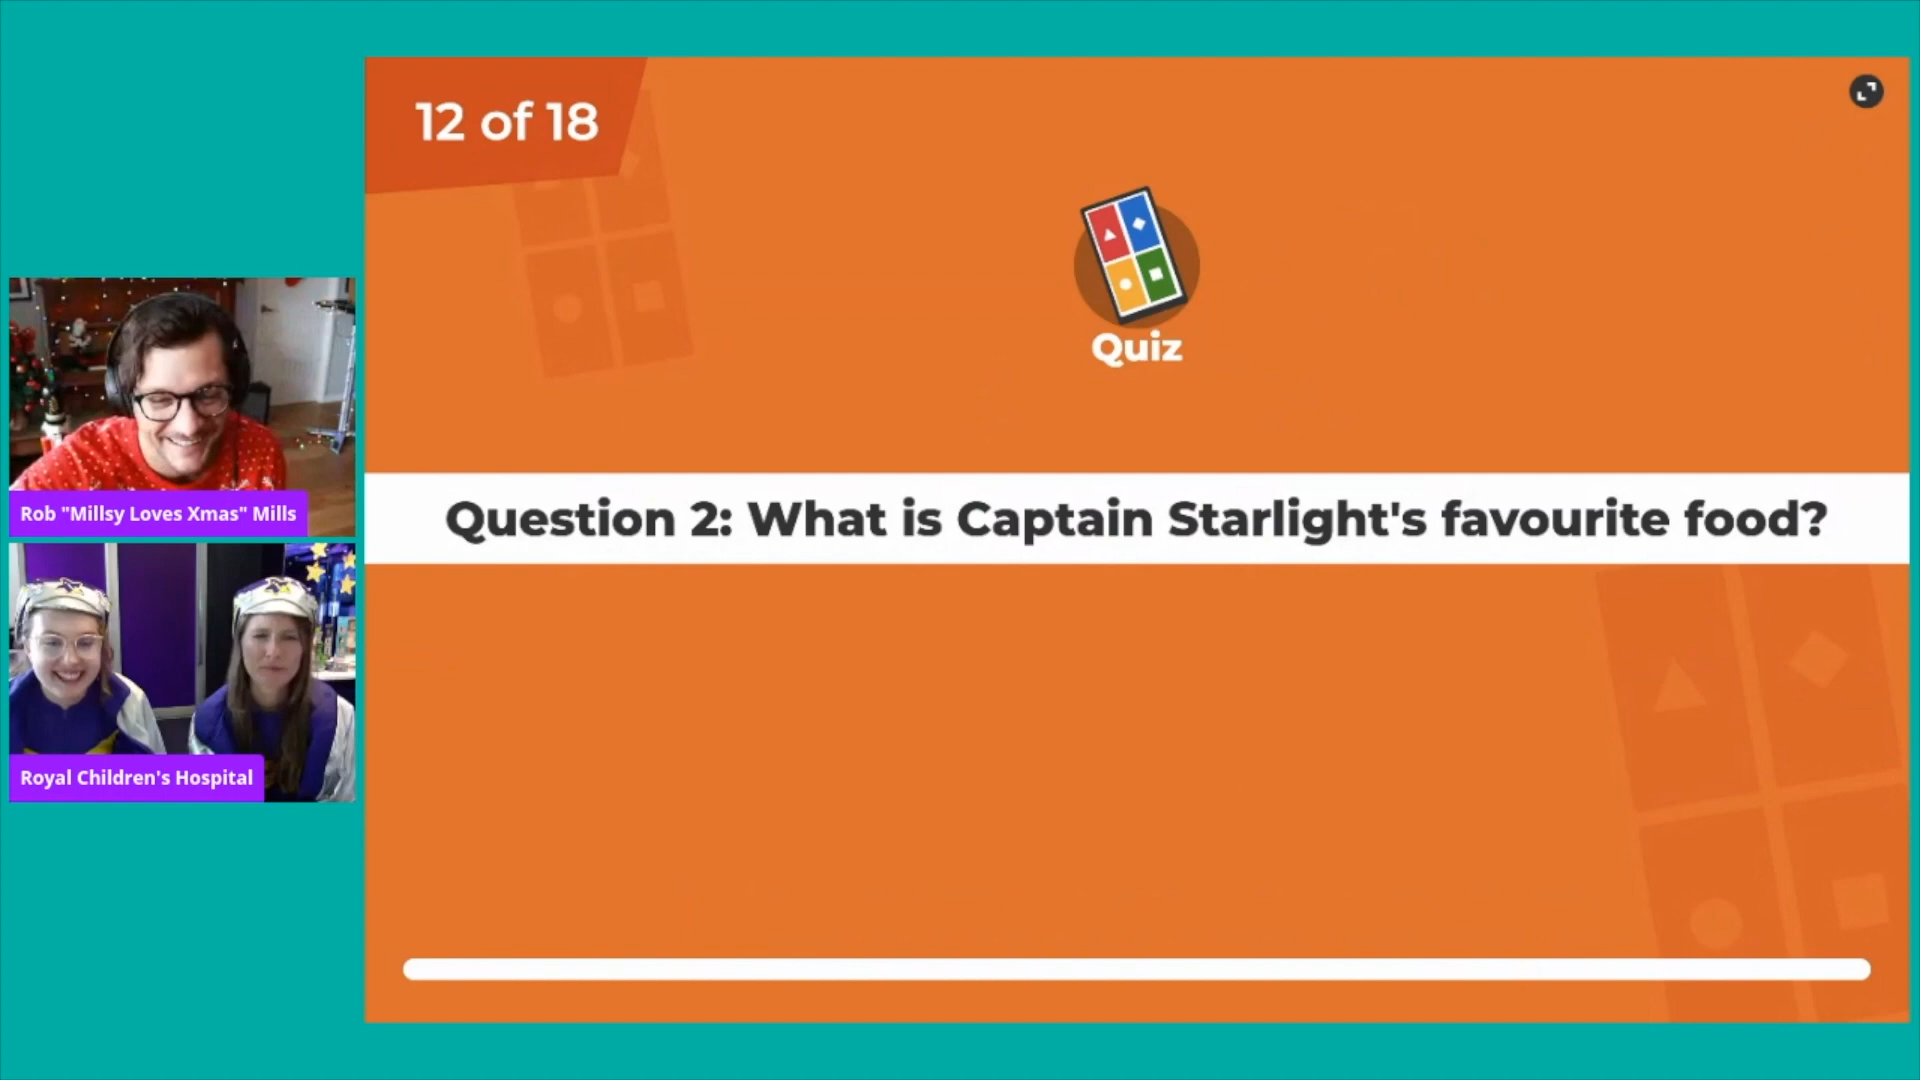 12 of 18
Quiz
Question 2: What is Captain Starlight's favourite food?
Rob "Millsy Loves Xmas" Mills
Royal Children's Hospital